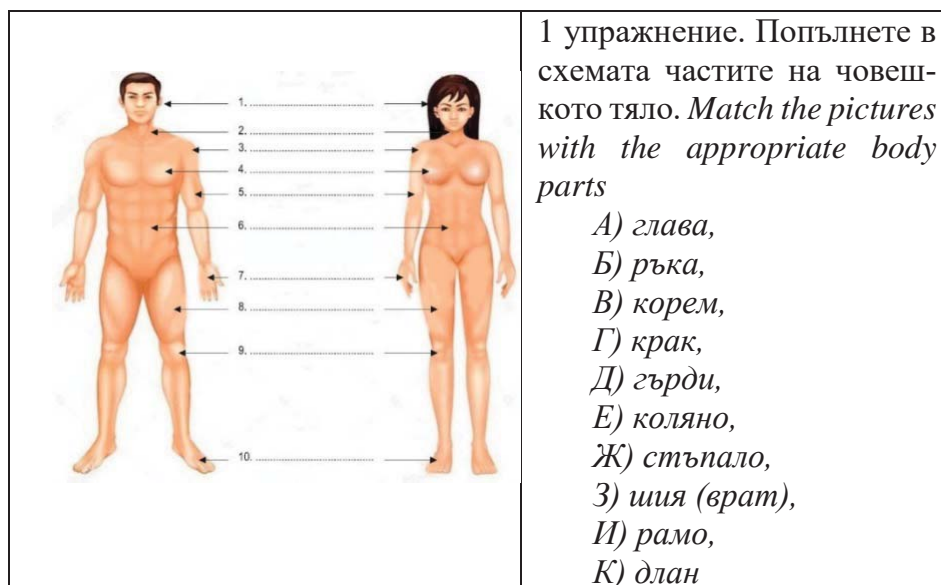 1 упражнение. Попълнете в
схемата частите на човеш-
кото тяло. Match the pictures
with the appropriate body
parts
А) глава,
Б) ръка,
В) корем,
Г) крак,
Д) гърди,
Е) коляно,
Ж) стъпало,
З) шия (врат),
И) рамо,
К) длан
1. ................................................
2. ................................................
3. ................................................
4. ................................................
5. ................................................
6. ................................................
7. ................................................
8. ................................................
9. ................................................
10. ................................................